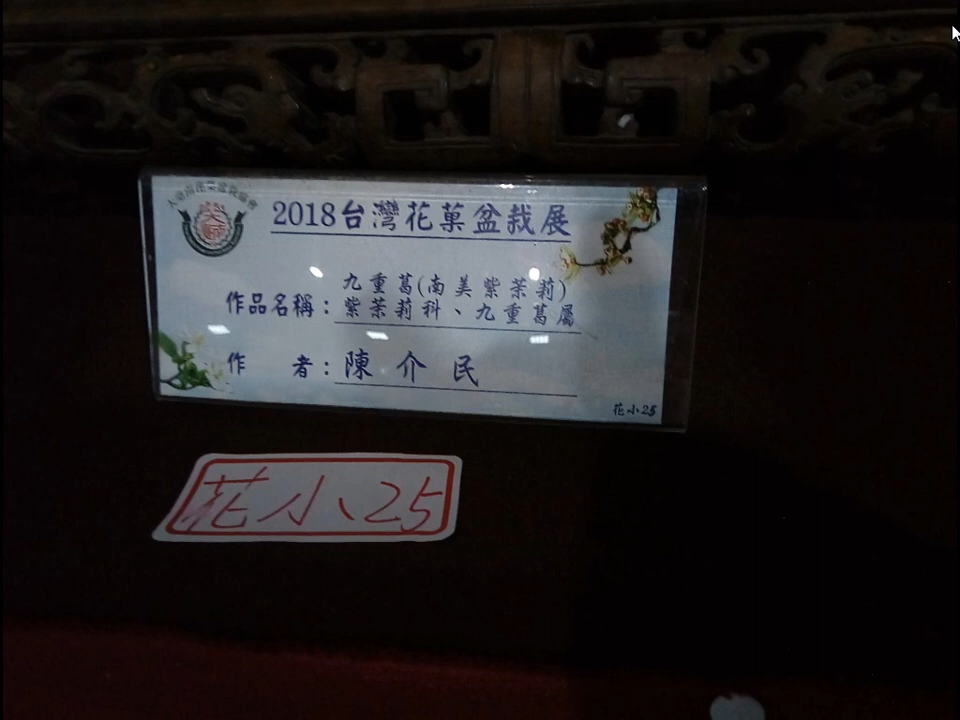 2018台灣花菓盆栽展
九重葛(南美紫茉莉)
作品名稱：紫茉莉科、九重葛屬
作 者：陳介民
花小25
花小25